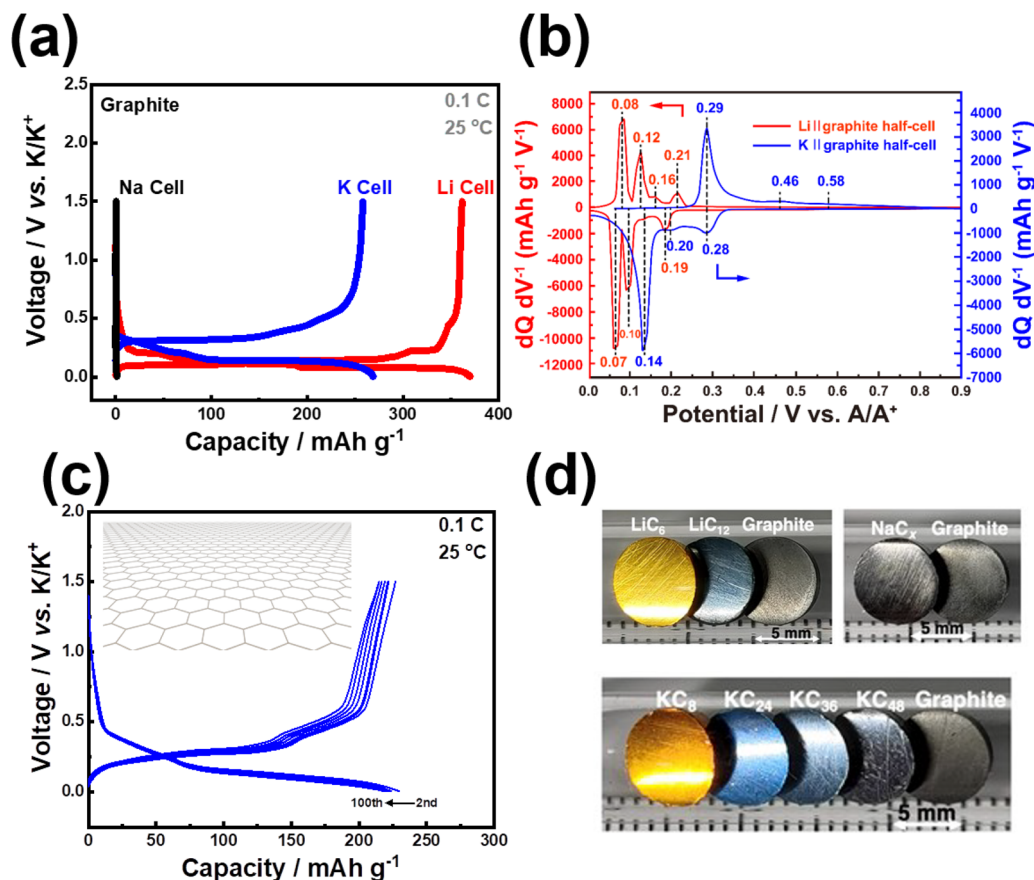 (a)
2.5
2.0
1.5
1.0
0.5
0.0
Voltage / V vs. K/K⁺
Graphite
0.1 C
25 °C
Na Cell
K Cell
Li Cell
0
100
200
300
400
Capacity / mAh g⁻¹
(b)
8000
6000
4000
2000
0
-2000
-4000
-6000
-8000
-10000
-12000
dQ dV⁻¹ (mAh g⁻¹ V⁻¹)
0.08
0.12
0.16
0.21
0.29
0.46
0.58
Li||graphite half-cell
K||graphite half-cell
0.20
0.28
0.19
0.10
0.07
0.14
4000
3000
2000
1000
0
-1000
-2000
-3000
-4000
-5000
-6000
-7000
dQ dV⁻¹ (mAh g⁻¹ V⁻¹)
0.0
0.1
0.2
0.3
0.4
0.5
0.6
0.7
0.8
0.9
Potential / V vs. A/A⁺
(c)
2.0
1.5
1.0
0.5
0.0
Voltage / V vs. K/K⁺
0.1 C
25 °C
100th
2nd
0
50
100
150
200
250
300
Capacity / mAh g⁻¹
(d)
LiC₆ LiC₁₂ Graphite
5 mm
NaCₓ Graphite
5 mm
KC₈ KC₂₄ KC₃₆ KC₄₈ Graphite
5 mm